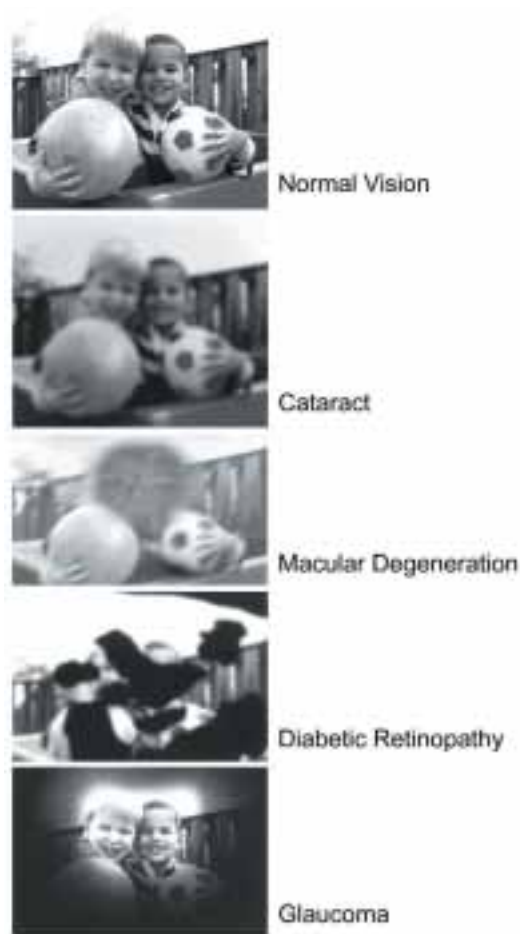 Normal Vision
Cataract
Macular Degeneration
Diabetic Retinopathy
Glaucoma